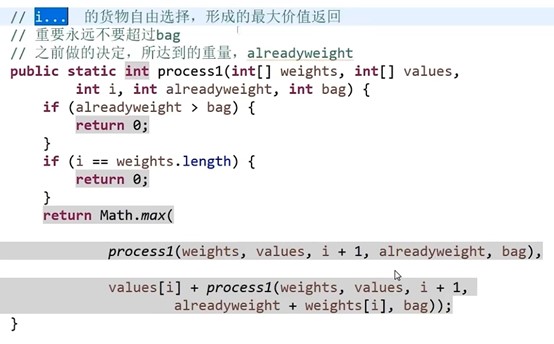 // i...  的货物自由选择，形成的最大价值返回
// 重要永远不要超过bag
// 之前做的决定，所达到的重量，alreadyweight
public static int process1(int[] weights, int[] values,
        int i, int alreadyweight, int bag) {
    if (alreadyweight > bag) {
        return 0;
    }
    if (i == weights.length) {
        return 0;
    }
    return Math.max(
            process1(weights, values, i + 1, alreadyweight, bag),
            values[i] + process1(weights, values, i + 1,
                    alreadyweight + weights[i], bag));
}